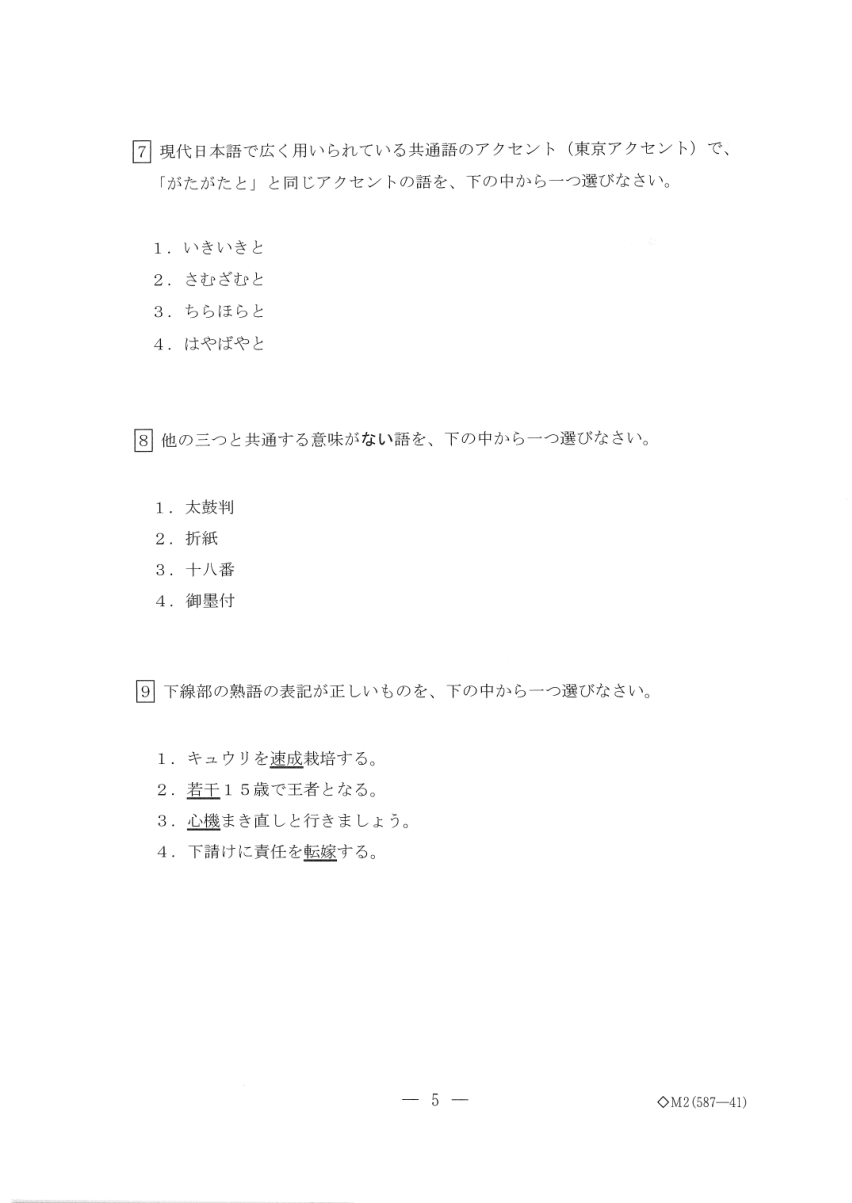 7 現代日本語で広く用いられている共通語のアクセント（東京アクセント）で、
「がたがたと」と同じアクセントの語を、下の中から一つ選びなさい。
１．いきいきと
２．さむざむと
３．ちらほらと
４．はやばやと
8 他の三つと共通する意味がない語を、下の中から一つ選びなさい。
１．太鼓判
２．折紙
３．十八番
４．御墨付
9 下線部の熟語の表記が正しいものを、下の中から一つ選びなさい。
１．キュウリを速成栽培する。
２．若干１５歳で王者となる。
３．心機まき直しと行きましょう。
４．下請けに責任を転嫁する。
— 5 —
◇M2(587—41)